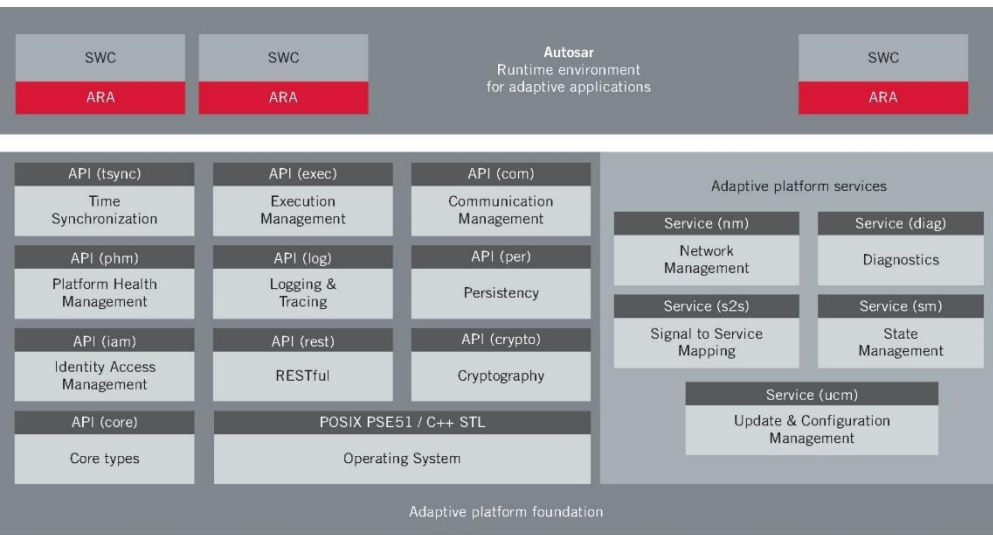 SWC
ARA
SWC
ARA
Autosar
Runtime environment
for adaptive applications
SWC
ARA
API (tsync)
Time
Synchronization
API (exec)
Execution
Management
API (com)
Communication
Management
API (phm)
Platform Health
Management
API (log)
Logging &
Tracing
API (per)
Persistency
API (iam)
Identity Access
Management
API (rest)
RESTful
API (crypto)
Cryptography
API (core)
Core types
POSIX PSE51 / C++ STL
Operating System
Adaptive platform services
Service (nm)
Network
Management
Service (diag)
Diagnostics
Service (s2s)
Signal to Service
Mapping
Service (sm)
State
Management
Service (ucm)
Update & Configuration
Management
Adaptive platform foundation